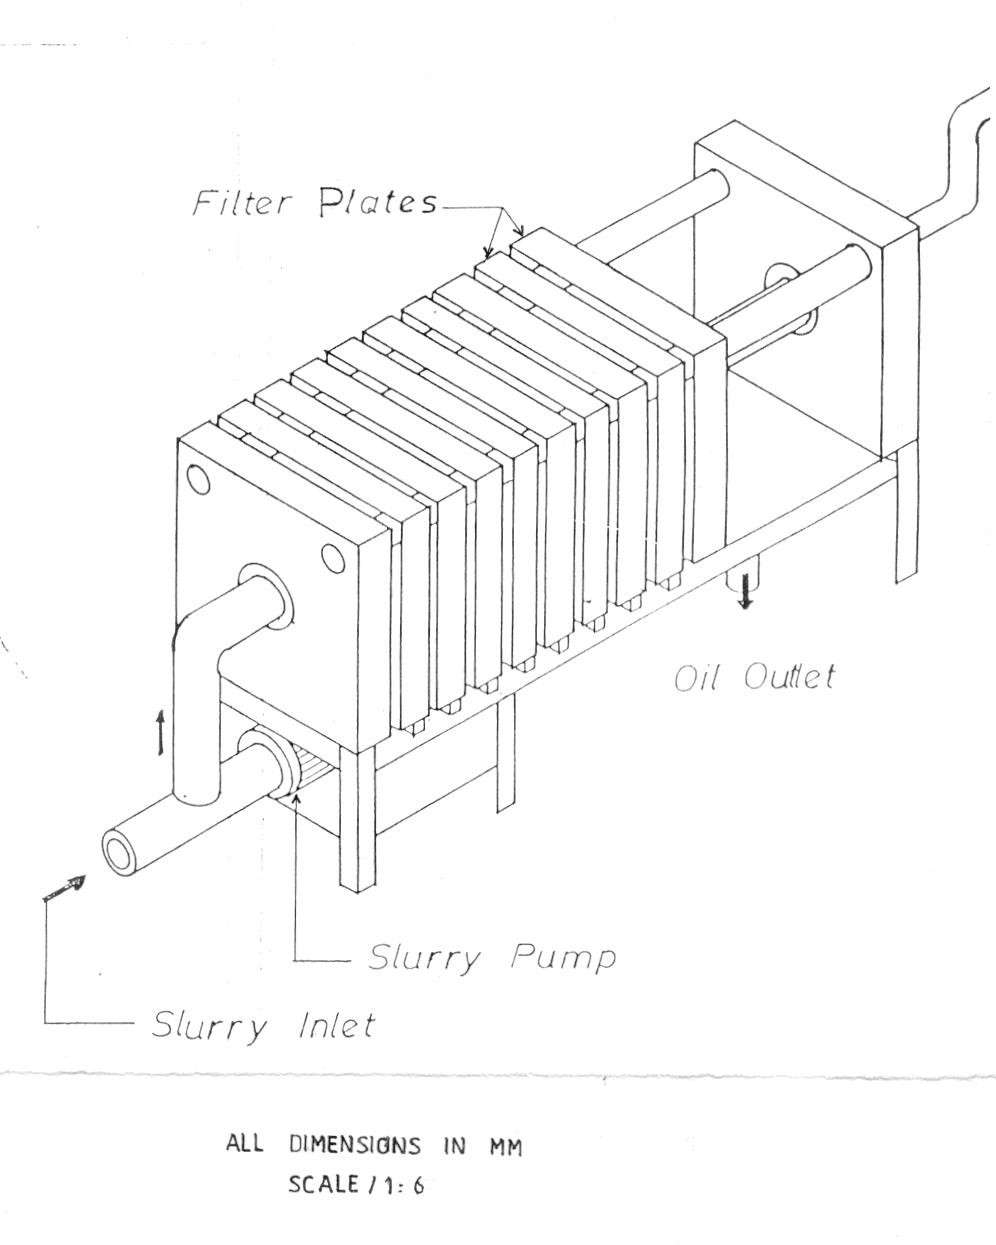 Filter Plates
Oil Outlet
Slurry Pump
Slurry Inlet
ALL DIMENSIONS IN MM
SCALE/1:6